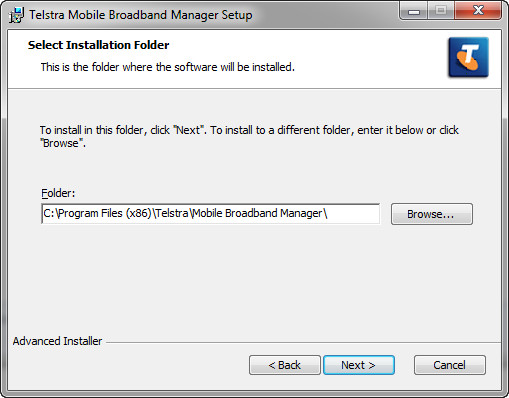 Telstra Mobile Broadband Manager Setup
Select Installation Folder
This is the folder where the software will be installed.
To install in this folder, click "Next". To install to a different folder, enter it below or click
"Browse".
Folder:
C:\Program Files (x86)\Telstra\Mobile Broadband Manager\
Browse...
Advanced Installer
< Back
Next >
Cancel